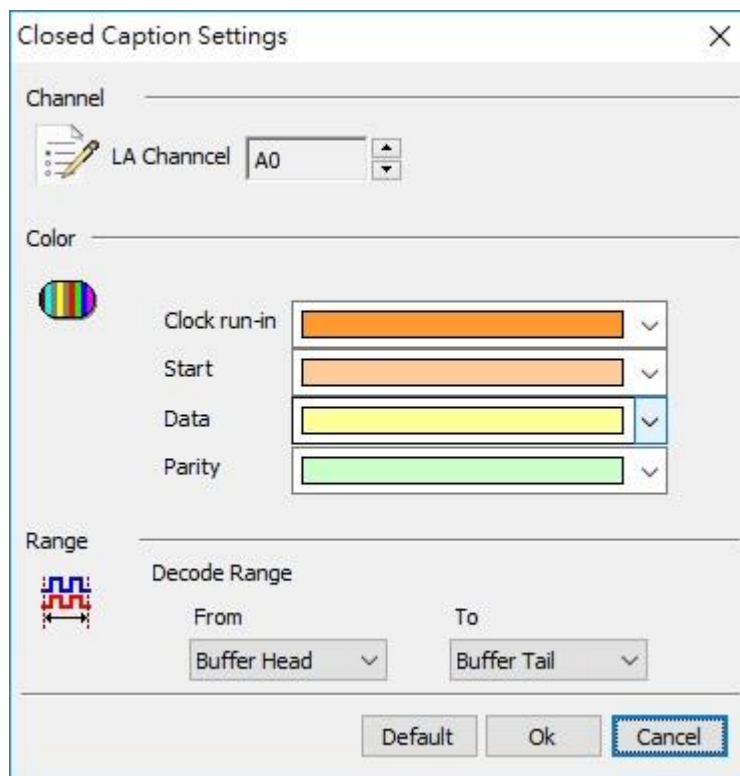 Closed Caption Settings
Channel
LA Channcel A0
Color
Clock run-in
Start
Data
Parity
Range
Decode Range
From To
Buffer Head Buffer Tail
Default Ok Cancel